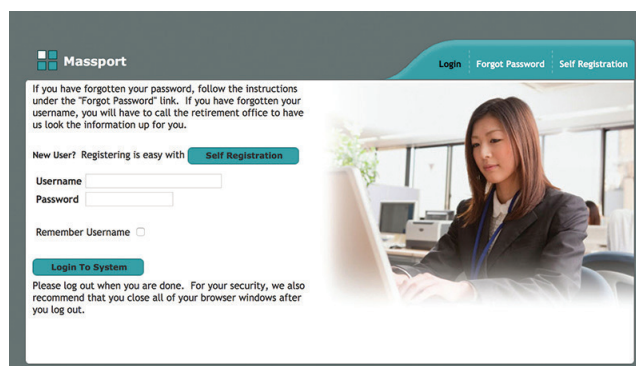 Massport
Login Forgot Password Self Registration
If you have forgotten your password, follow the instructions
under the "Forgot Password" link. If you have forgotten your
username, you will have to call the retirement office to have
us look the information up for you.
New User? Registering is easy with Self Registration
Username
Password
Remember Username
Login To System
Please log out when you are done. For your security, we also
recommend that you close all of your browser windows after
you log out.